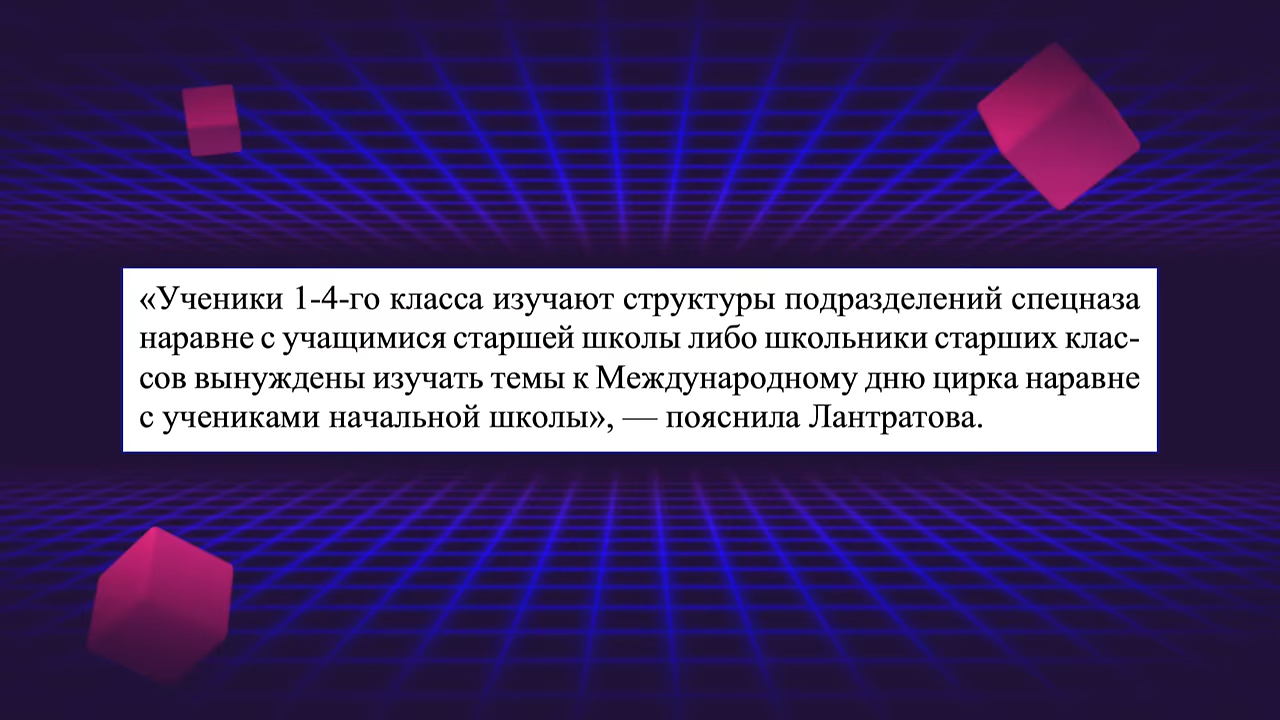 «Ученики 1-4-го класса изучают структуры подразделений спецназа
наравне с учащимися старшей школы либо школьники старших клас-
сов вынуждены изучать темы к Международному дню цирка наравне
с учениками начальной школы», — пояснила Лантратова.